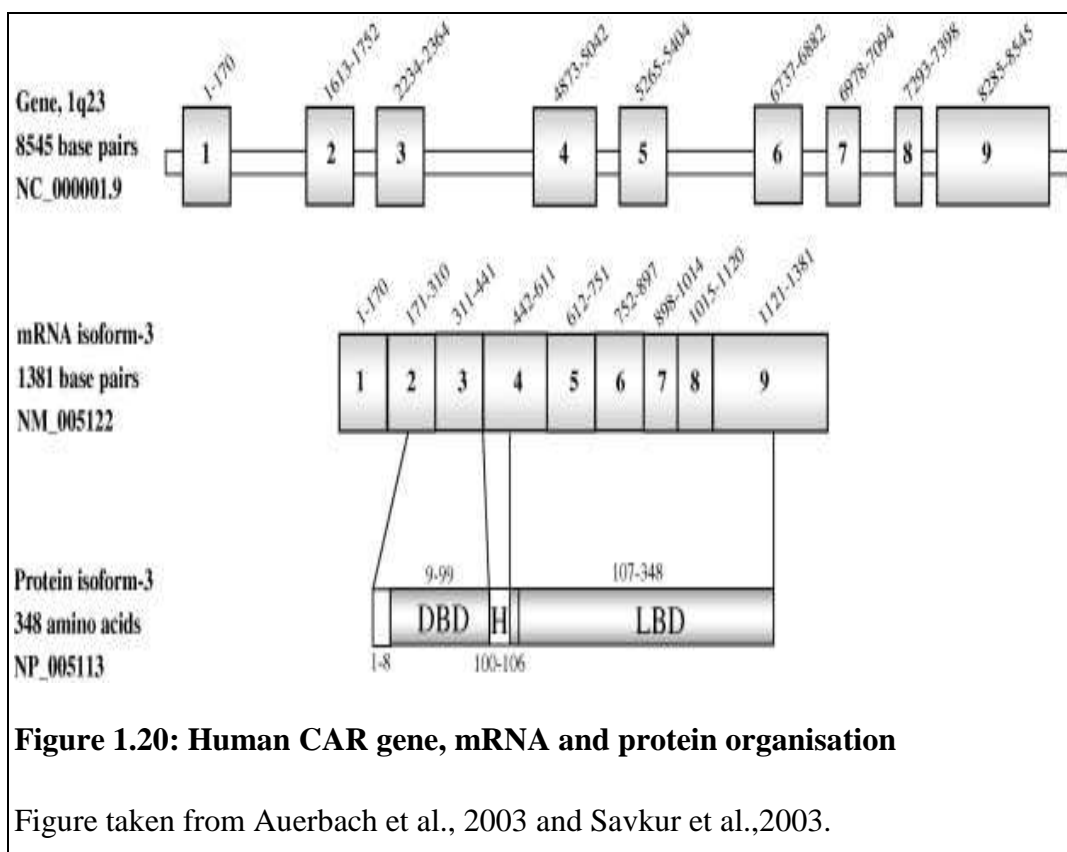 1-170
1613-1752
2234-2364
4873-5042
5265-5404
6737-6882
6978-7094
7293-7398
8285-8545
Gene, 1q23
8545 base pairs
NC_000001.9
1 2 3 4 5 6 7 8 9
1-170
171-310
311-441
442-611
612-751
752-897
898-1014
1015-1120
1121-1381
mRNA isoform-3
1381 base pairs
NM_005122
1 2 3 4 5 6 7 8 9
Protein isoform-3
348 amino acids
NP_005113
9-99
107-348
DBD H LBD
1-8
100-106
Figure 1.20: Human CAR gene, mRNA and protein organisation
Figure taken from Auerbach et al., 2003 and Savkur et al.,2003.